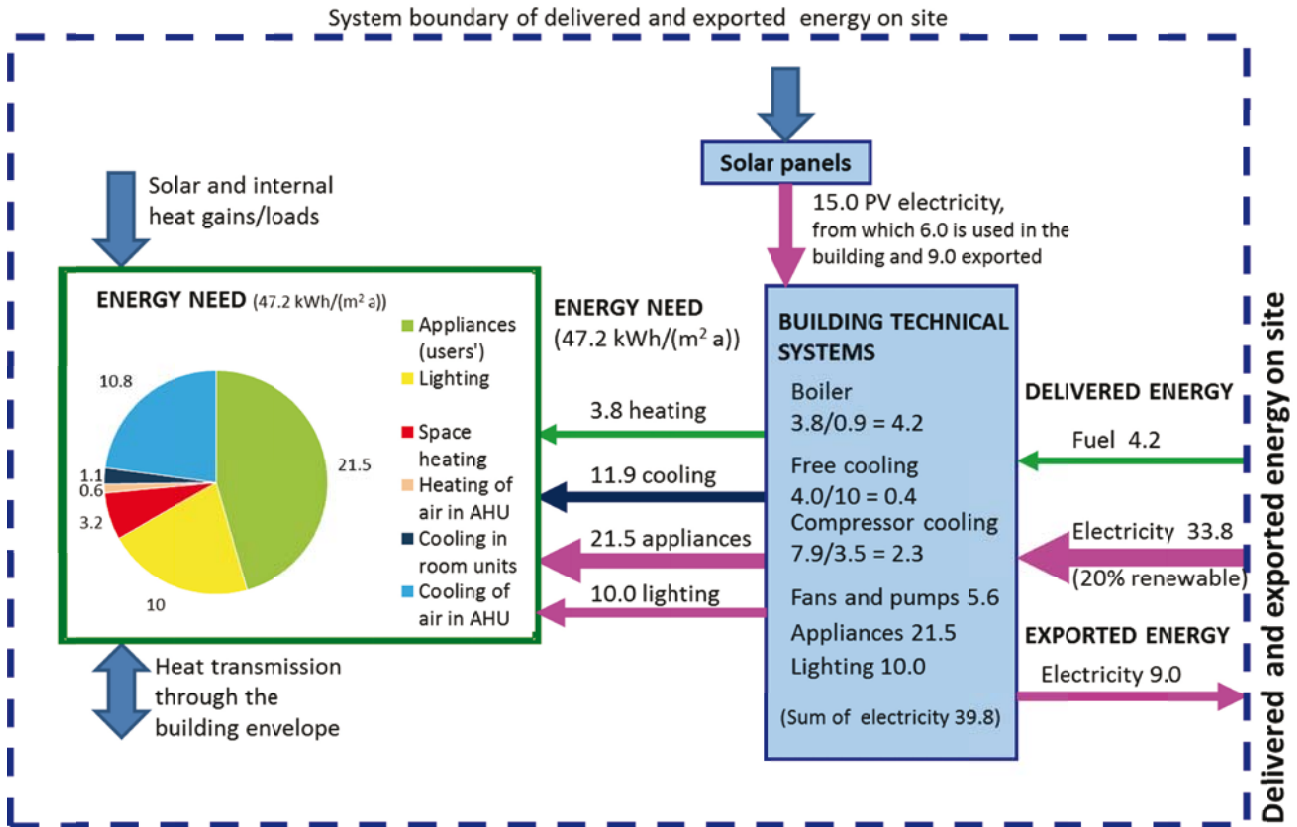 System boundary of delivered and exported energy on site
Solar panels
15.0 PV electricity,
from which 6.0 is used in the
building and 9.0 exported
Solar and internal
heat gains/loads
ENERGY NEED (47.2 kWh/(m² a))
Appliances
(users')
Lighting
Space
heating
Heating of
air in AHU
Cooling in
room units
Cooling of
air in AHU
10.8
21.5
1.1
0.6
3.2
10
ENERGY NEED
(47.2 kWh/(m² a))
3.8 heating
11.9 cooling
21.5 appliances
10.0 lighting
BUILDING TECHNICAL
SYSTEMS
Boiler
3.8/0.9 = 4.2
Free cooling
4.0/10 = 0.4
Compressor cooling
7.9/3.5 = 2.3
Fans and pumps 5.6
Appliances 21.5
Lighting 10.0
(Sum of electricity 39.8)
DELIVERED ENERGY
Fuel 4.2
Electricity 33.8
(20% renewable)
EXPORTED ENERGY
Electricity 9.0
Heat transmission
through the
building envelope
Delivered and exported energy on site